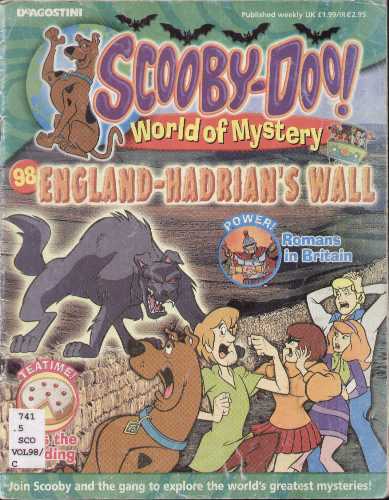 DeAGOSTINI
Published weekly UK £1.99/IR£2.95
SCOOBY-DOO!
World of Mystery
98 ENGLAND-HADRIAN'S WALL
POWER!
Romans
in Britain
TEATIME!
741
.5
SCO
VOL98/
C
the
ding
Join Scooby and the gang to explore the world's greatest mysteries!